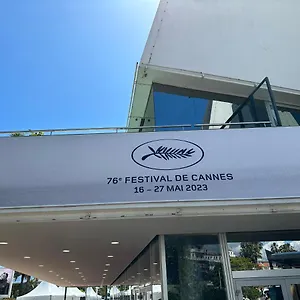 76ᵉ FESTIVAL DE CANNES
16 – 27 MAI 2023